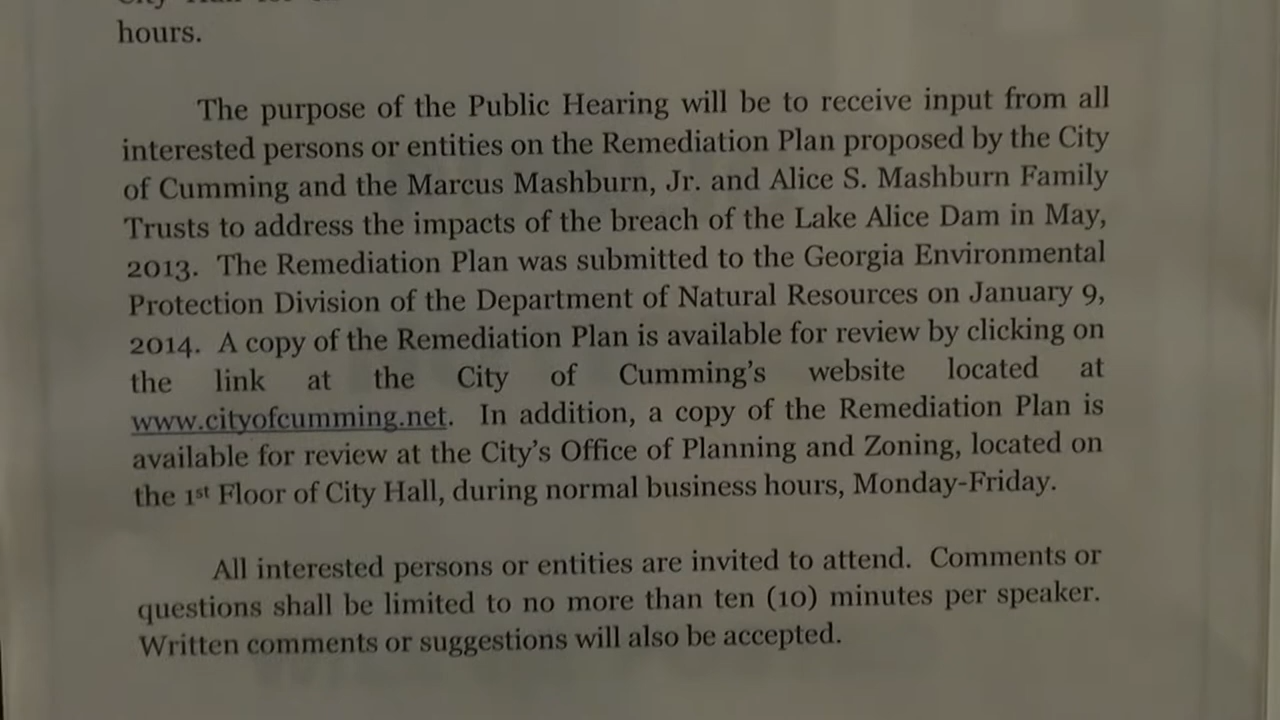 City Hall for
hours.
The purpose of the Public Hearing will be to receive input from all
interested persons or entities on the Remediation Plan proposed by the City
of Cumming and the Marcus Mashburn, Jr. and Alice S. Mashburn Family
Trusts to address the impacts of the breach of the Lake Alice Dam in May,
2013. The Remediation Plan was submitted to the Georgia Environmental
Protection Division of the Department of Natural Resources on January 9,
2014. A copy of the Remediation Plan is available for review by clicking on
the link at the City of Cumming's website located at
www.cityofcumming.net. In addition, a copy of the Remediation Plan is
available for review at the City's Office of Planning and Zoning, located on
the 1st Floor of City Hall, during normal business hours, Monday-Friday.
All interested persons or entities are invited to attend. Comments or
questions shall be limited to no more than ten (10) minutes per speaker.
Written comments or suggestions will also be accepted.